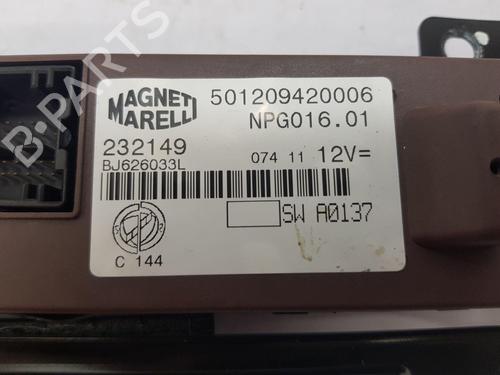 MAGNETI MARELLI
501209420006
NPG016.01
232149
BJ626033L
074 11 12V=
SW A0137
C 144
B-PARTS